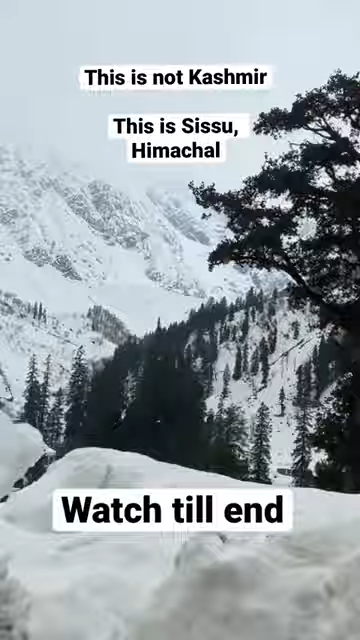 This is not Kashmir
This is Sissu,
Himachal
Watch till end